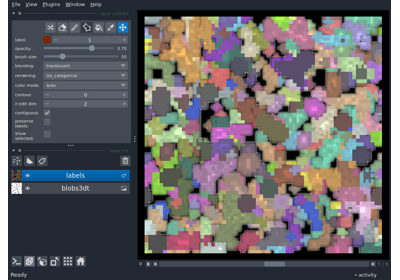 File View Plugins Window Help
label: 1
opacity: 0.70
brush size: 10
blending: translucent
rendering: iso_categorical
color mode: auto
contour: 0
n edit dim: 2
contiguous:
preserve
labels:
show
selected:
labels
blobs3dt
Ready
activity